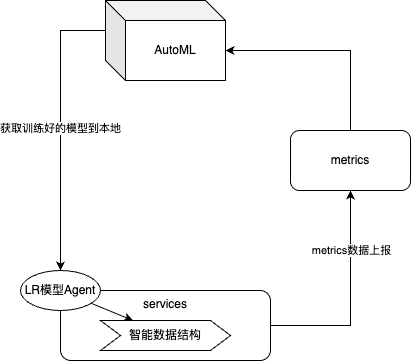 AutoML
获取训练好的模型到本地
metrics
metrics数据上报
LR模型Agent
services
智能数据结构